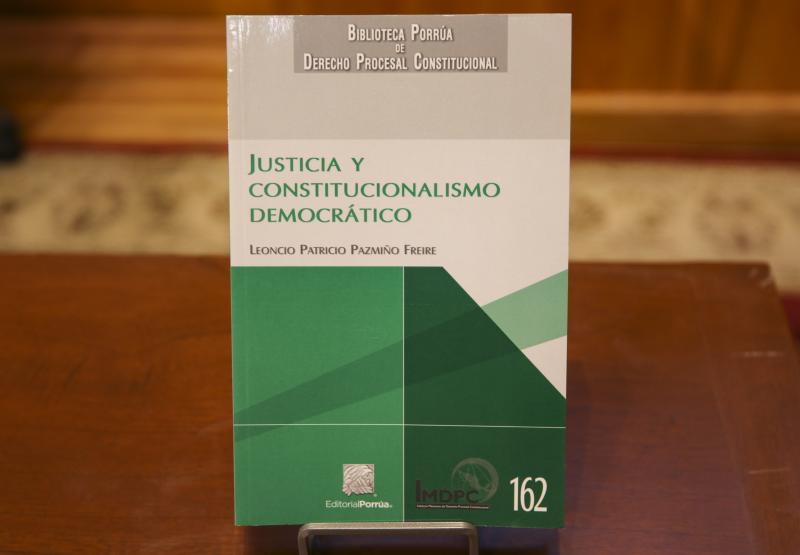 BIBLIOTECA PORRÚA
DE
DERECHO PROCESAL CONSTITUCIONAL
JUSTICIA Y
CONSTITUCIONALISMO
DEMOCRÁTICO
LEONCIO PATRICIO PAZMIÑO FREIRE
EditorialPorrúa
IMDPC
162